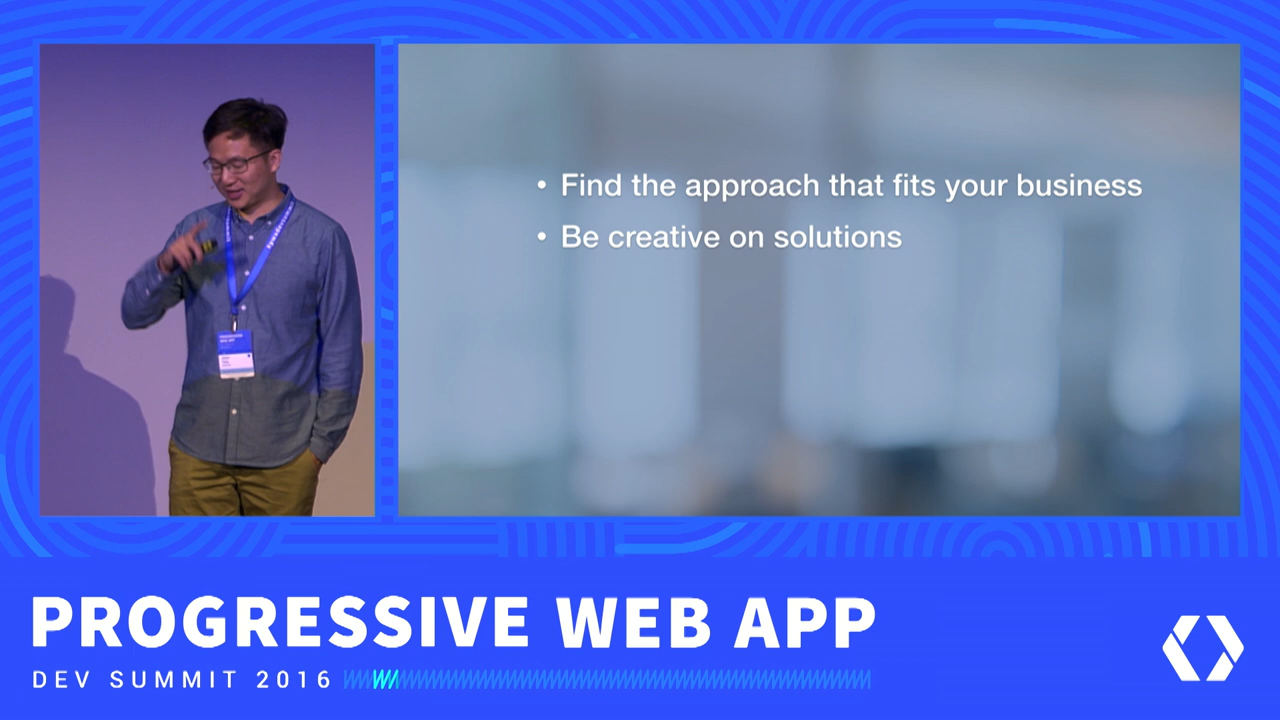 • Find the approach that fits your business
• Be creative on solutions
PROGRESSIVE WEB APP
DEV SUMMIT 2016